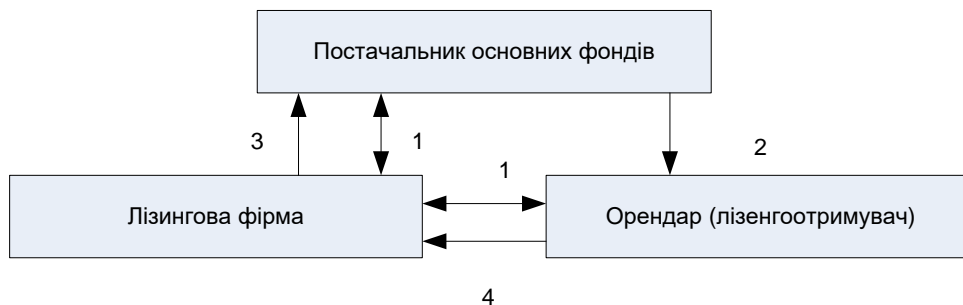 Постачальник основних фондів
3
1
2
1
Лізингова фірма
Орендар (лізенгоотримувач)
4